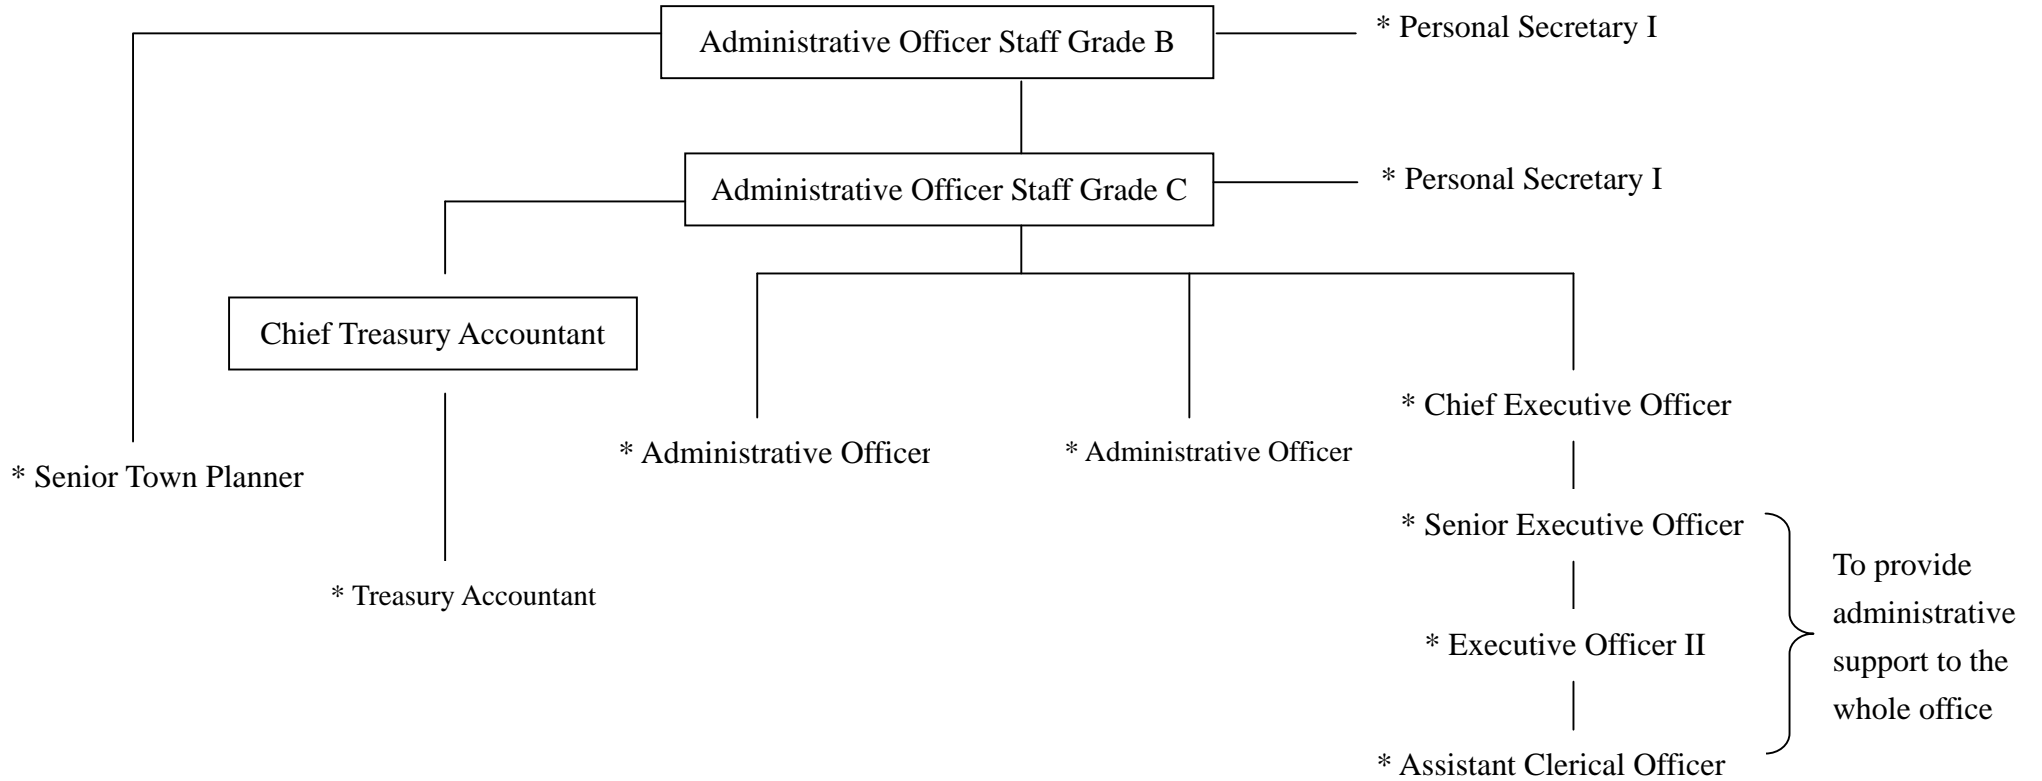 Administrative Officer Staff Grade B
* Personal Secretary I
Administrative Officer Staff Grade C
* Personal Secretary I
Chief Treasury Accountant
* Chief Executive Officer
* Administrative Officer
* Administrative Officer
* Senior Town Planner
* Senior Executive Officer
To provide
administrative
support to the
whole office
* Treasury Accountant
* Executive Officer II
* Assistant Clerical Officer